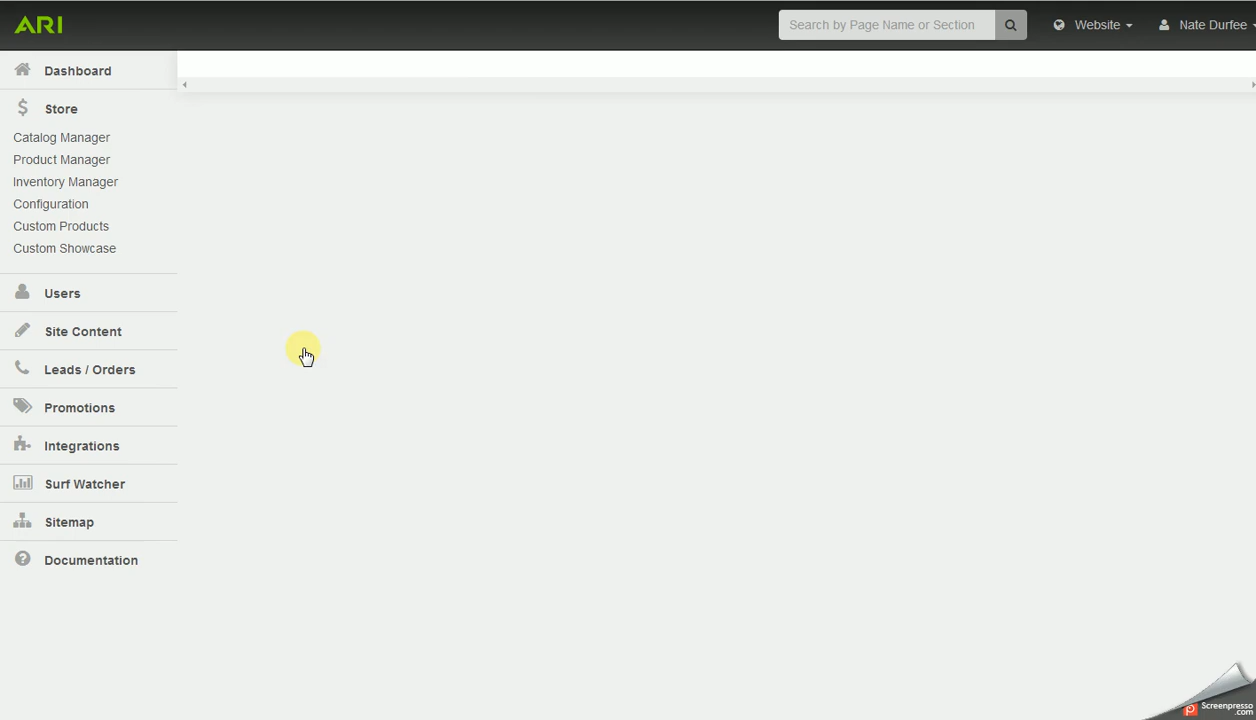 ARI
Search by Page Name or Section
Website
Nate Durfee
Dashboard
Store
Catalog Manager
Product Manager
Inventory Manager
Configuration
Custom Products
Custom Showcase
Users
Site Content
Leads / Orders
Promotions
Integrations
Surf Watcher
Sitemap
Documentation
Screenpresso
.com